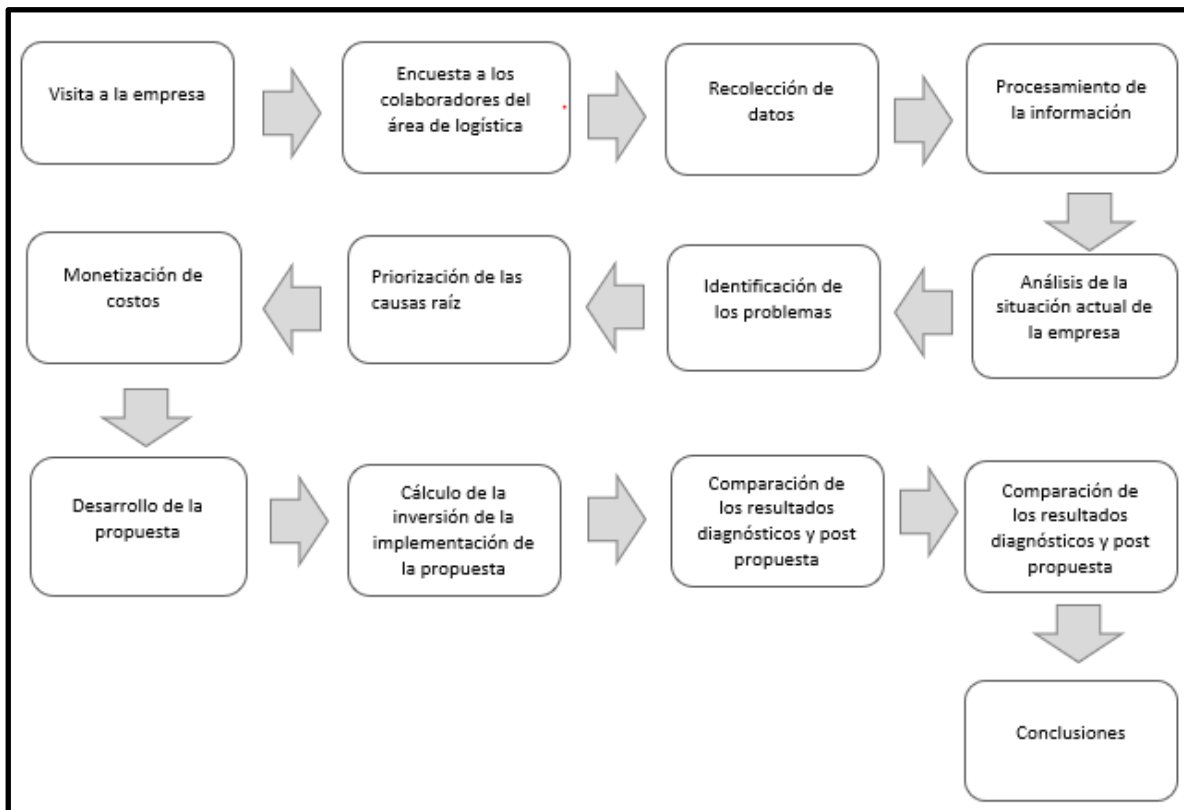 Visita a la empresa
Encuesta a los
colaboradores del
área de logística
Recolección de
datos
Procesamiento de
la información
Análisis de la
situación actual de
la empresa
Identificación de
los problemas
Priorización de las
causas raíz
Monetización de
costos
Desarrollo de la
propuesta
Cálculo de la
inversión de la
implementación de
la propuesta
Comparación de
los resultados
diagnósticos y post
propuesta
Comparación de
los resultados
diagnósticos y post
propuesta
Conclusiones